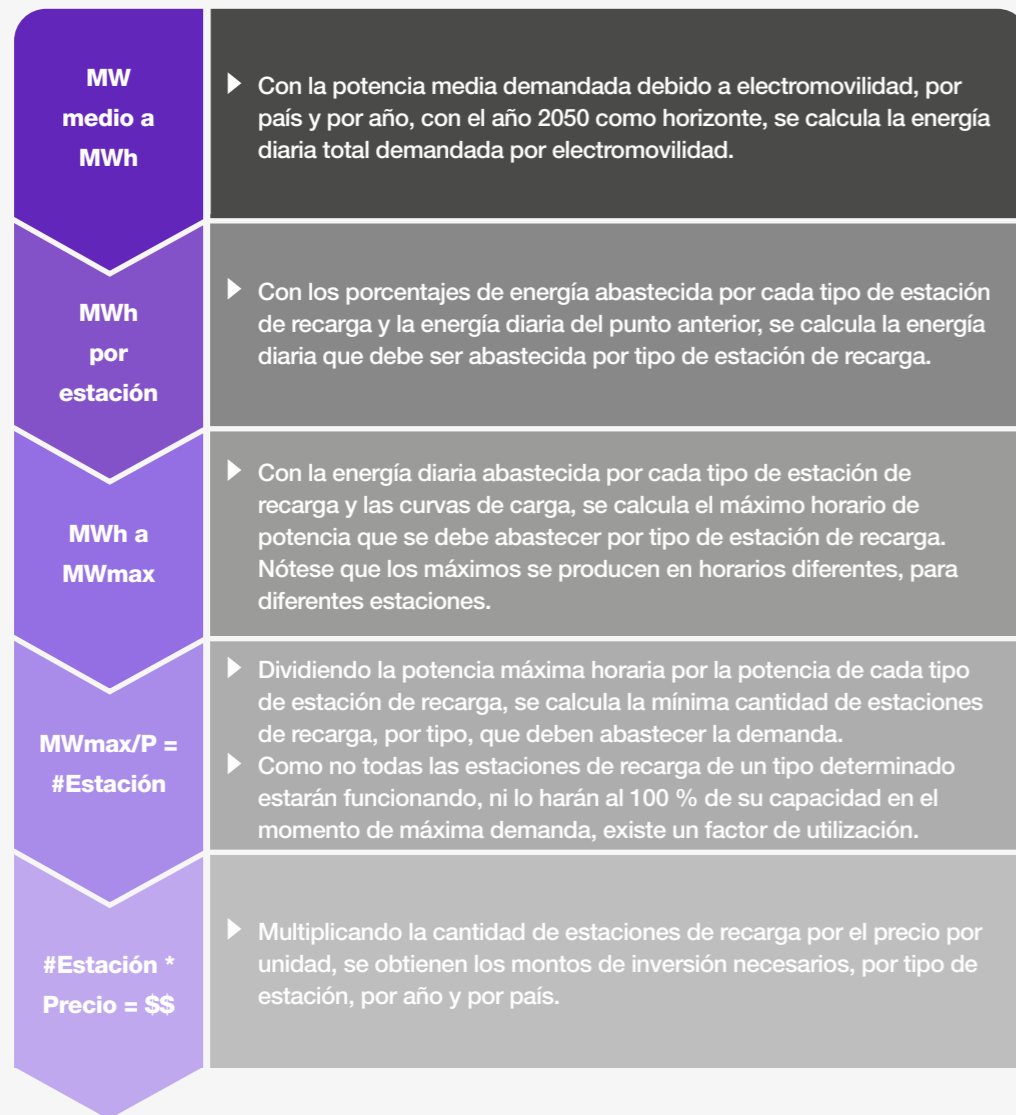 MW
medio a
MWh
Con la potencia media demandada debido a electromovilidad, por
país y por año, con el año 2050 como horizonte, se calcula la energía
diaria total demandada por electromovilidad.
MWh
por
estación
Con los porcentajes de energía abastecida por cada tipo de estación
de recarga y la energía diaria del punto anterior, se calcula la energía
diaria que debe ser abastecida por tipo de estación de recarga.
MWh a
MWmax
Con la energía diaria abastecida por cada tipo de estación de
recarga y las curvas de carga, se calcula el máximo horario de
potencia que se debe abastecer por tipo de estación de recarga.
Nótese que los máximos se producen en horarios diferentes, para
diferentes estaciones.
MWmax/P =
#Estación
Dividiendo la potencia máxima horaria por la potencia de cada tipo
de estación de recarga, se calcula la mínima cantidad de estaciones
de recarga, por tipo, que deben abastecer la demanda.
Como no todas las estaciones de recarga de un tipo determinado
estarán funcionando, ni lo harán al 100 % de su capacidad en el
momento de máxima demanda, existe un factor de utilización.
#Estación *
Precio = $$
Multiplicando la cantidad de estaciones de recarga por el precio por
unidad, se obtienen los montos de inversión necesarios, por tipo de
estación, por año y por país.